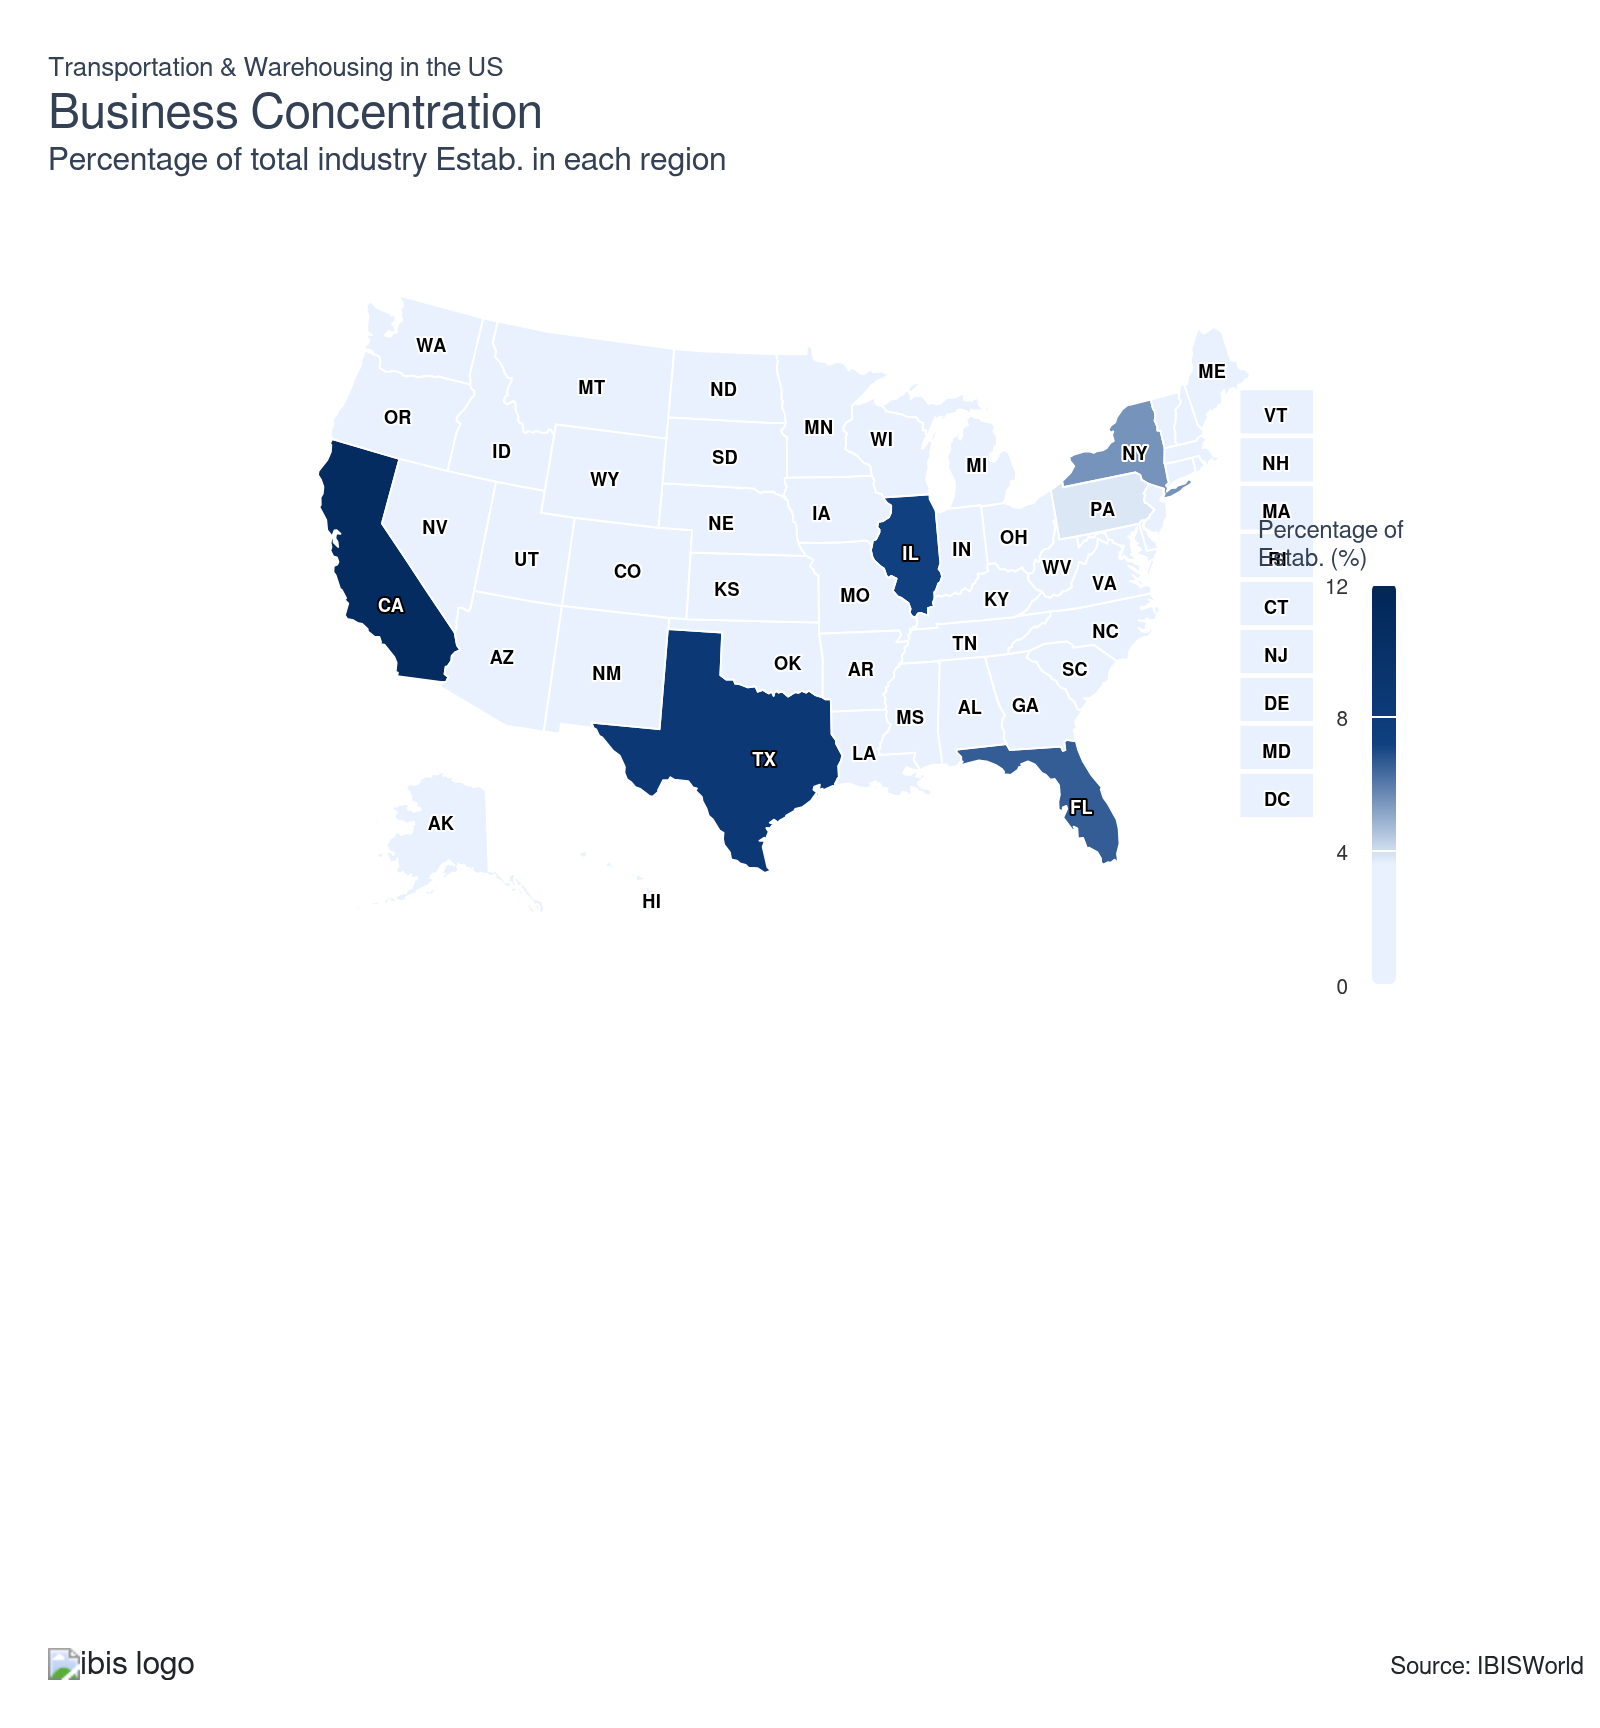 Transportation & Warehousing in the US
Business Concentration
Percentage of total industry Estab. in each region
WA
MT
ND
ME
OR
MN
WI
VT
ID
SD
MI
NY
NH
WY
NV
NE
IA
PA
MA
Percentage of
Estab. (%)
UT
CO
KS
IL
IN
OH
WV
VA
12
CA
MO
KY
CT
AZ
NM
OK
AR
TN
NC
SC
NJ
MS
AL
GA
DE
8
TX
LA
MD
AK
FL
DC
4
HI
0
ibis logo
Source: IBISWorld